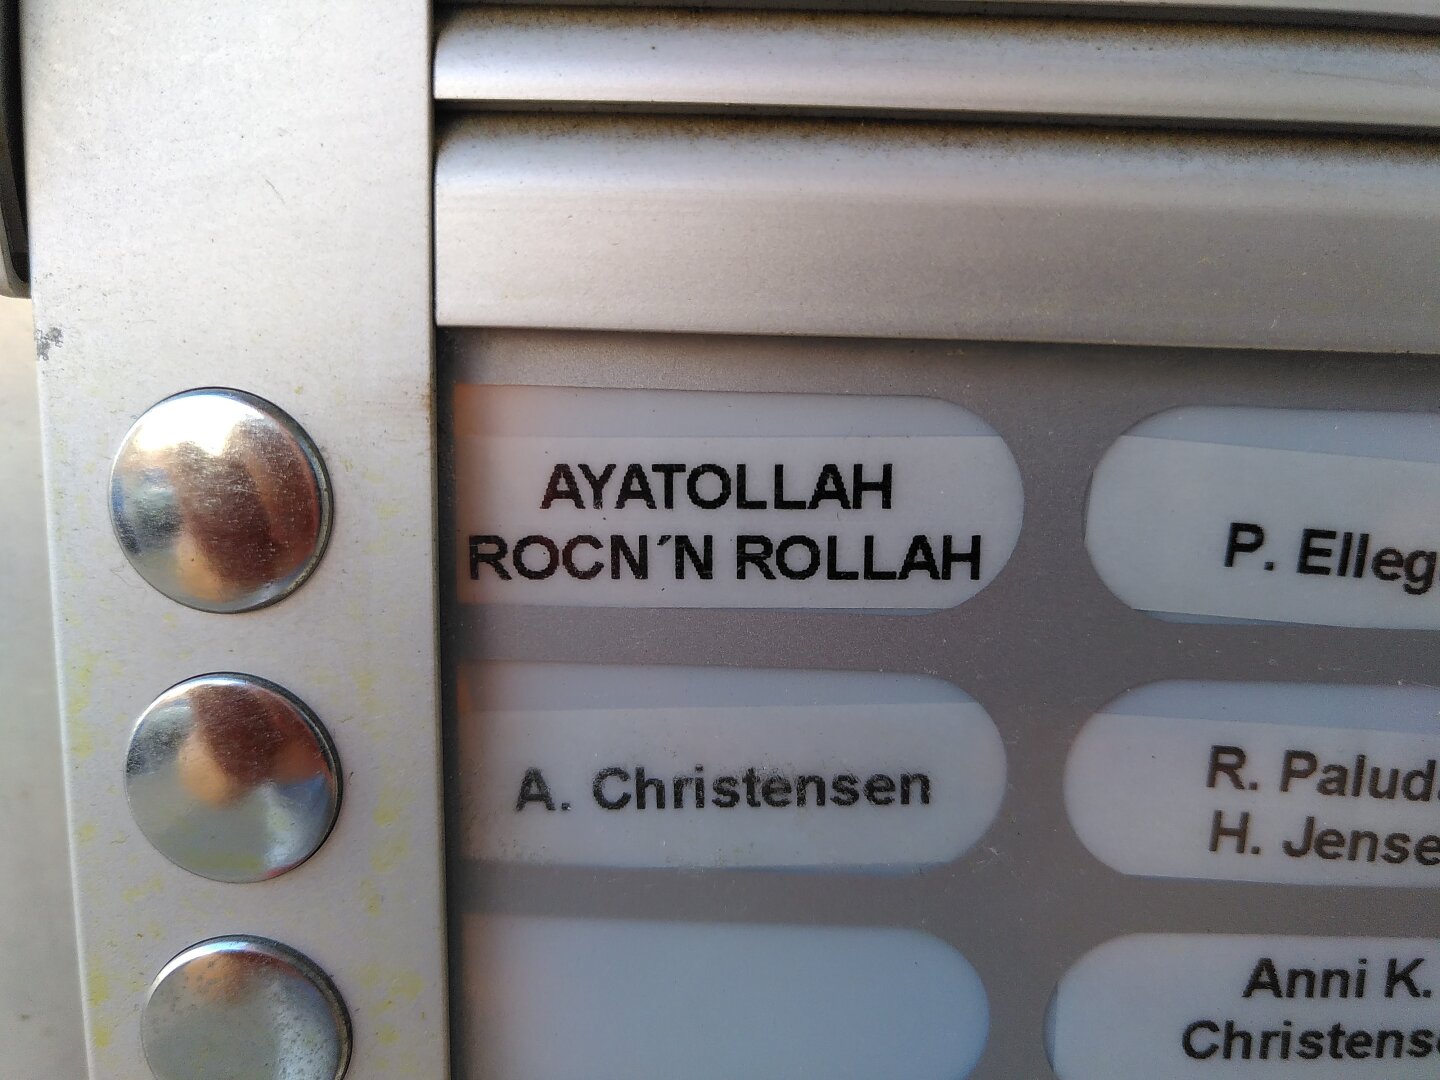 AYATOLLAH
ROCN´N ROLLAH
A. Christensen
P. Elleg
R. Palud
H. Jense
Anni K.
Christens